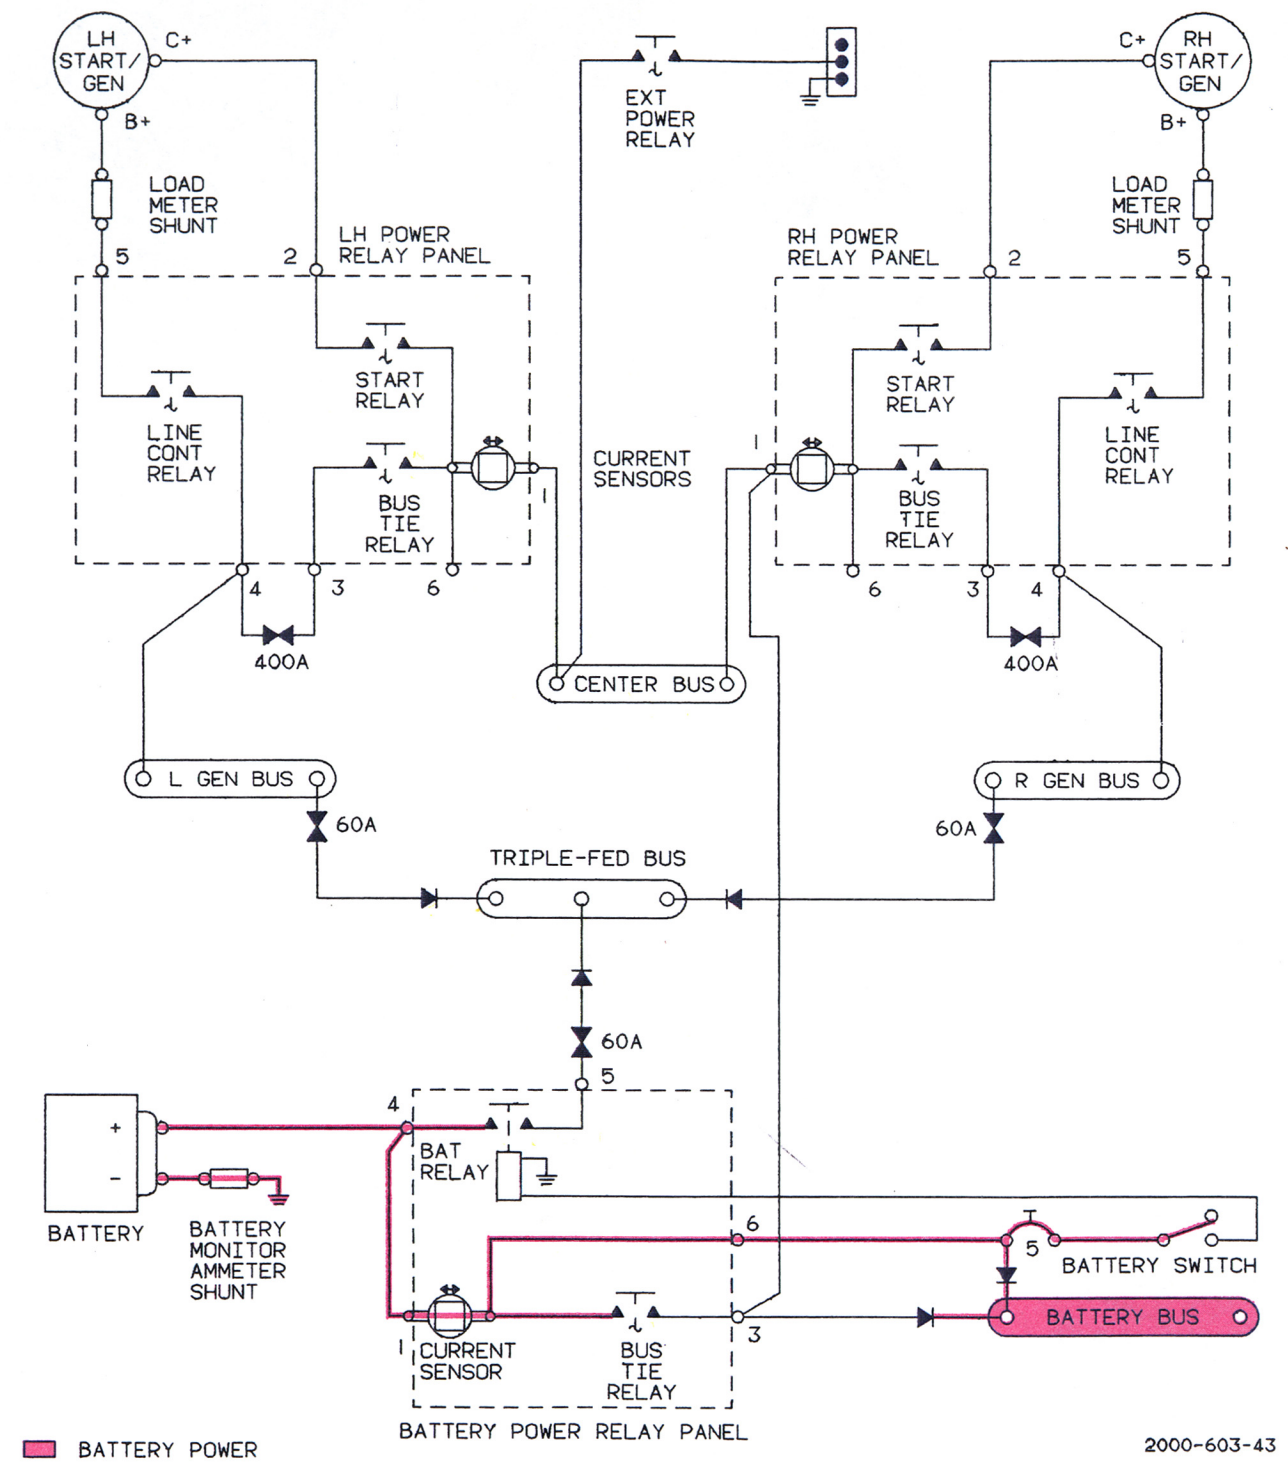 LH
START/
GEN
C+
B+
LOAD
METER
SHUNT
5
2
LH POWER
RELAY PANEL
EXT
POWER
RELAY
RH
START/
GEN
C+
B+
LOAD
METER
SHUNT
RH POWER
RELAY PANEL
2
5
START
RELAY
LINE
CONT
RELAY
BUS
TIE
RELAY
1
CURRENT
SENSORS
1
START
RELAY
LINE
CONT
RELAY
BUS
TIE
RELAY
4
3
6
400A
6
3
4
400A
CENTER BUS
L GEN BUS
R GEN BUS
60A
60A
TRIPLE-FED BUS
60A
5
4
BAT
RELAY
+
-
BATTERY
BATTERY
MONITOR
AMMETER
SHUNT
6
5
BATTERY SWITCH
BATTERY BUS
3
1
CURRENT
SENSOR
BUS
TIE
RELAY
BATTERY POWER RELAY PANEL
BATTERY POWER
2000-603-43